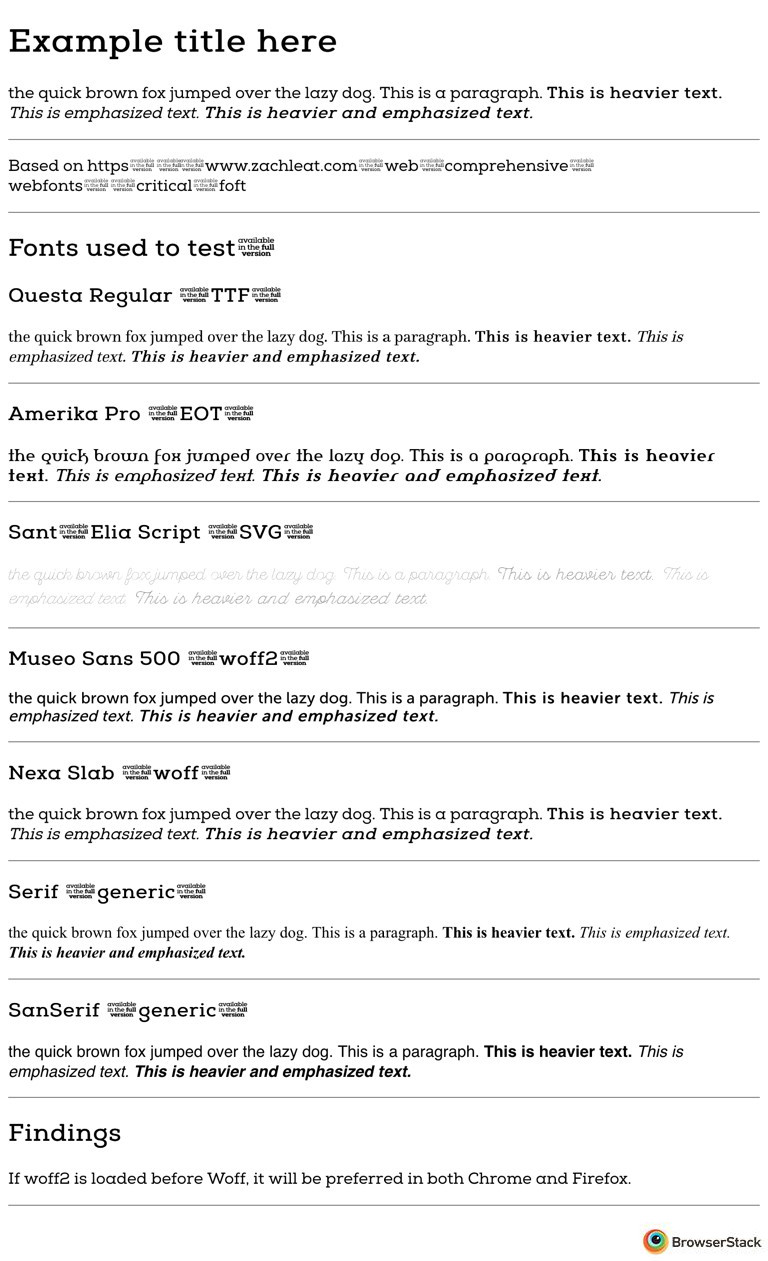 Example title here
the quick brown fox jumped over the lazy dog. This is a paragraph. This is heavier text.
This is emphasized text. This is heavier and emphasized text.
Based on https available in the full version available in the full version available in the full version www.zachleat.com available in the full version web available in the full version comprehensive available in the full version
webfonts available in the full version available in the full version critical available in the full version foft
Fonts used to test available in the full version
Questa Regular available in the full version TTF available in the full version
the quick brown fox jumped over the lazy dog. This is a paragraph. This is heavier text. This is
emphasized text. This is heavier and emphasized text.
Amerika Pro available in the full version EOT available in the full version
the quick brown fox jumped over the lazy dog. This is a paragraph. This is heavier
text. This is emphasized text. This is heavier and emphasized text.
Sant available in the full version Elia Script available in the full version SVG available in the full version
the quick brown fox jumped over the lazy dog. This is a paragraph. This is heavier text. This is
emphasized text. This is heavier and emphasized text.
Museo Sans 500 available in the full version woff2 available in the full version
the quick brown fox jumped over the lazy dog. This is a paragraph. This is heavier text. This is
emphasized text. This is heavier and emphasized text.
Nexa Slab available in the full version woff available in the full version
the quick brown fox jumped over the lazy dog. This is a paragraph. This is heavier text.
This is emphasized text. This is heavier and emphasized text.
Serif available in the full version generic available in the full version
the quick brown fox jumped over the lazy dog. This is a paragraph. This is heavier text. This is emphasized text.
This is heavier and emphasized text.
SanSerif available in the full version generic available in the full version
the quick brown fox jumped over the lazy dog. This is a paragraph. This is heavier text. This is
emphasized text. This is heavier and emphasized text.
Findings
If woff2 is loaded before Woff, it will be preferred in both Chrome and Firefox.
BrowserStack